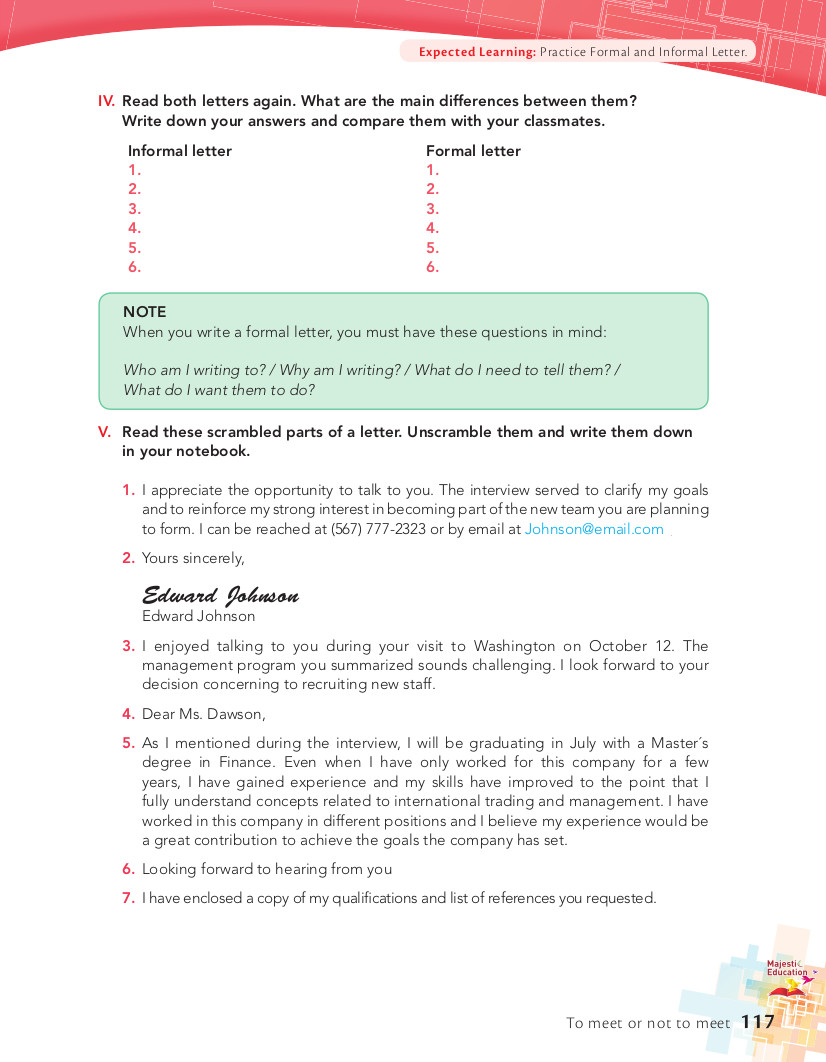 Expected Learning: Practice Formal and Informal Letter.
IV. Read both letters again. What are the main differences between them?
Write down your answers and compare them with your classmates.
Informal letter
1.
2.
3.
4.
5.
6.
Formal letter
1.
2.
3.
4.
5.
6.
NOTE
When you write a formal letter, you must have these questions in mind:
Who am I writing to? / Why am I writing? / What do I need to tell them? /
What do I want them to do?
V. Read these scrambled parts of a letter. Unscramble them and write them down
in your notebook.
1. I appreciate the opportunity to talk to you. The interview served to clarify my goals
and to reinforce my strong interest in becoming part of the new team you are planning
to form. I can be reached at (567) 777-2323 or by email at Johnson@email.com .
2. Yours sincerely,
Edward Johnson
Edward Johnson
3. I enjoyed talking to you during your visit to Washington on October 12. The
management program you summarized sounds challenging. I look forward to your
decision concerning to recruiting new staff.
4. Dear Ms. Dawson,
5. As I mentioned during the interview, I will be graduating in July with a Master´s
degree in Finance. Even when I have only worked for this company for a few
years, I have gained experience and my skills have improved to the point that I
fully understand concepts related to international trading and management. I have
worked in this company in different positions and I believe my experience would be
a great contribution to achieve the goals the company has set.
6. Looking forward to hearing from you
7. I have enclosed a copy of my qualifications and list of references you requested.
Majestic
Education
To meet or not to meet 117